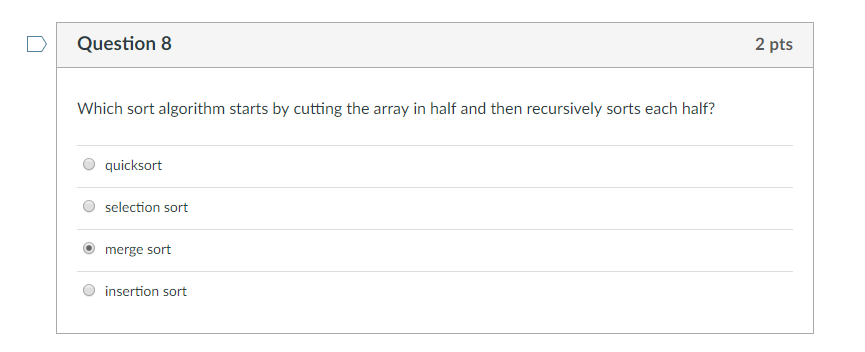 Question 8
2 pts
Which sort algorithm starts by cutting the array in half and then recursively sorts each half?
quicksort
selection sort
merge sort
insertion sort